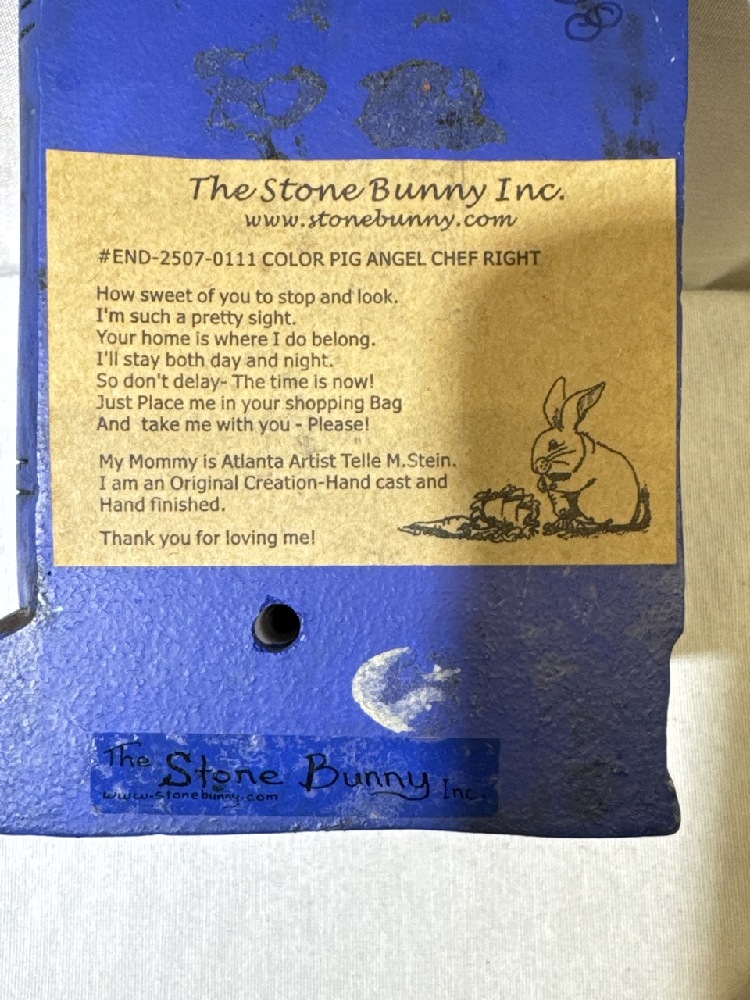 The Stone Bunny Inc.
www.stonebunny.com
#END-2507-0111 COLOR PIG ANGEL CHEF RIGHT
How sweet of you to stop and look.
I'm such a pretty sight.
Your home is where I do belong.
I'll stay both day and night.
So don't delay- The time is now!
Just Place me in your shopping Bag
And take me with you - Please!
My Mommy is Atlanta Artist Telle M.Stein.
I am an Original Creation-Hand cast and
Hand finished.
Thank you for loving me!
The Stone Bunny Inc.
www.stonebunny.com